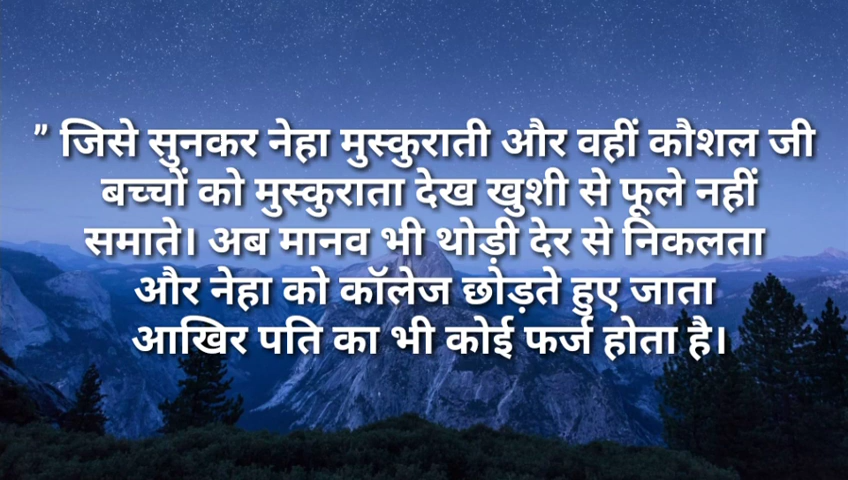 ” जिसे सुनकर नेहा मुस्कुराती और वहीं कौशल जी
बच्चों को मुस्कुराता देख खुशी से फूले नहीं
समाते। अब मानव भी थोड़ी देर से निकलता
और नेहा को कॉलेज छोड़ते हुए जाता
आखिर पति का भी कोई फर्ज होता है।